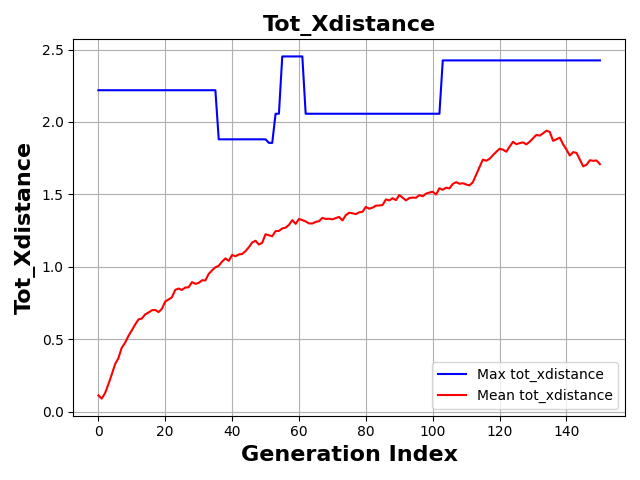 Tot_Xdistance
Tot_Xdistance
2.5
2.0
1.5
1.0
0.5
0.0
0 20 40 60 80 100 120 140
Generation Index
Max tot_xdistance
Mean tot_xdistance